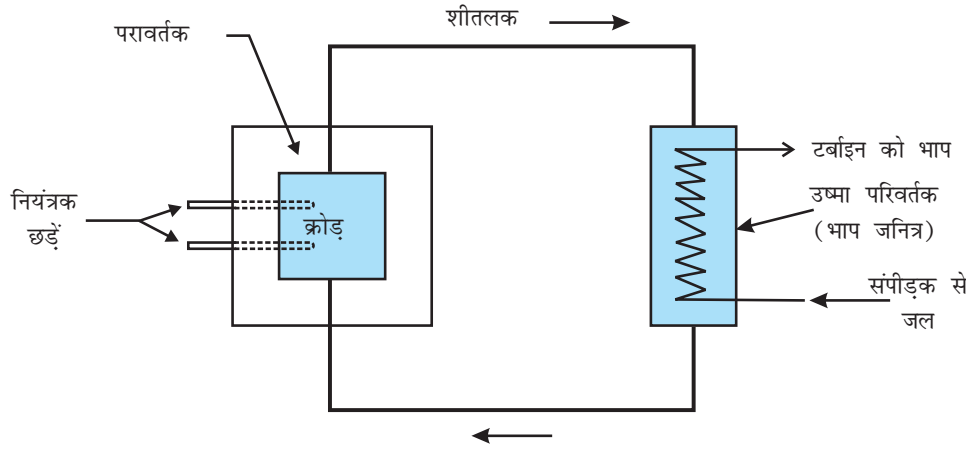 शीतलक
परावर्तक
नियंत्रक
छड़ें
क्रोड़
टर्बाइन को भाप
उष्मा परिवर्तक
(भाप जनित्र)
संपीड़क से
जल